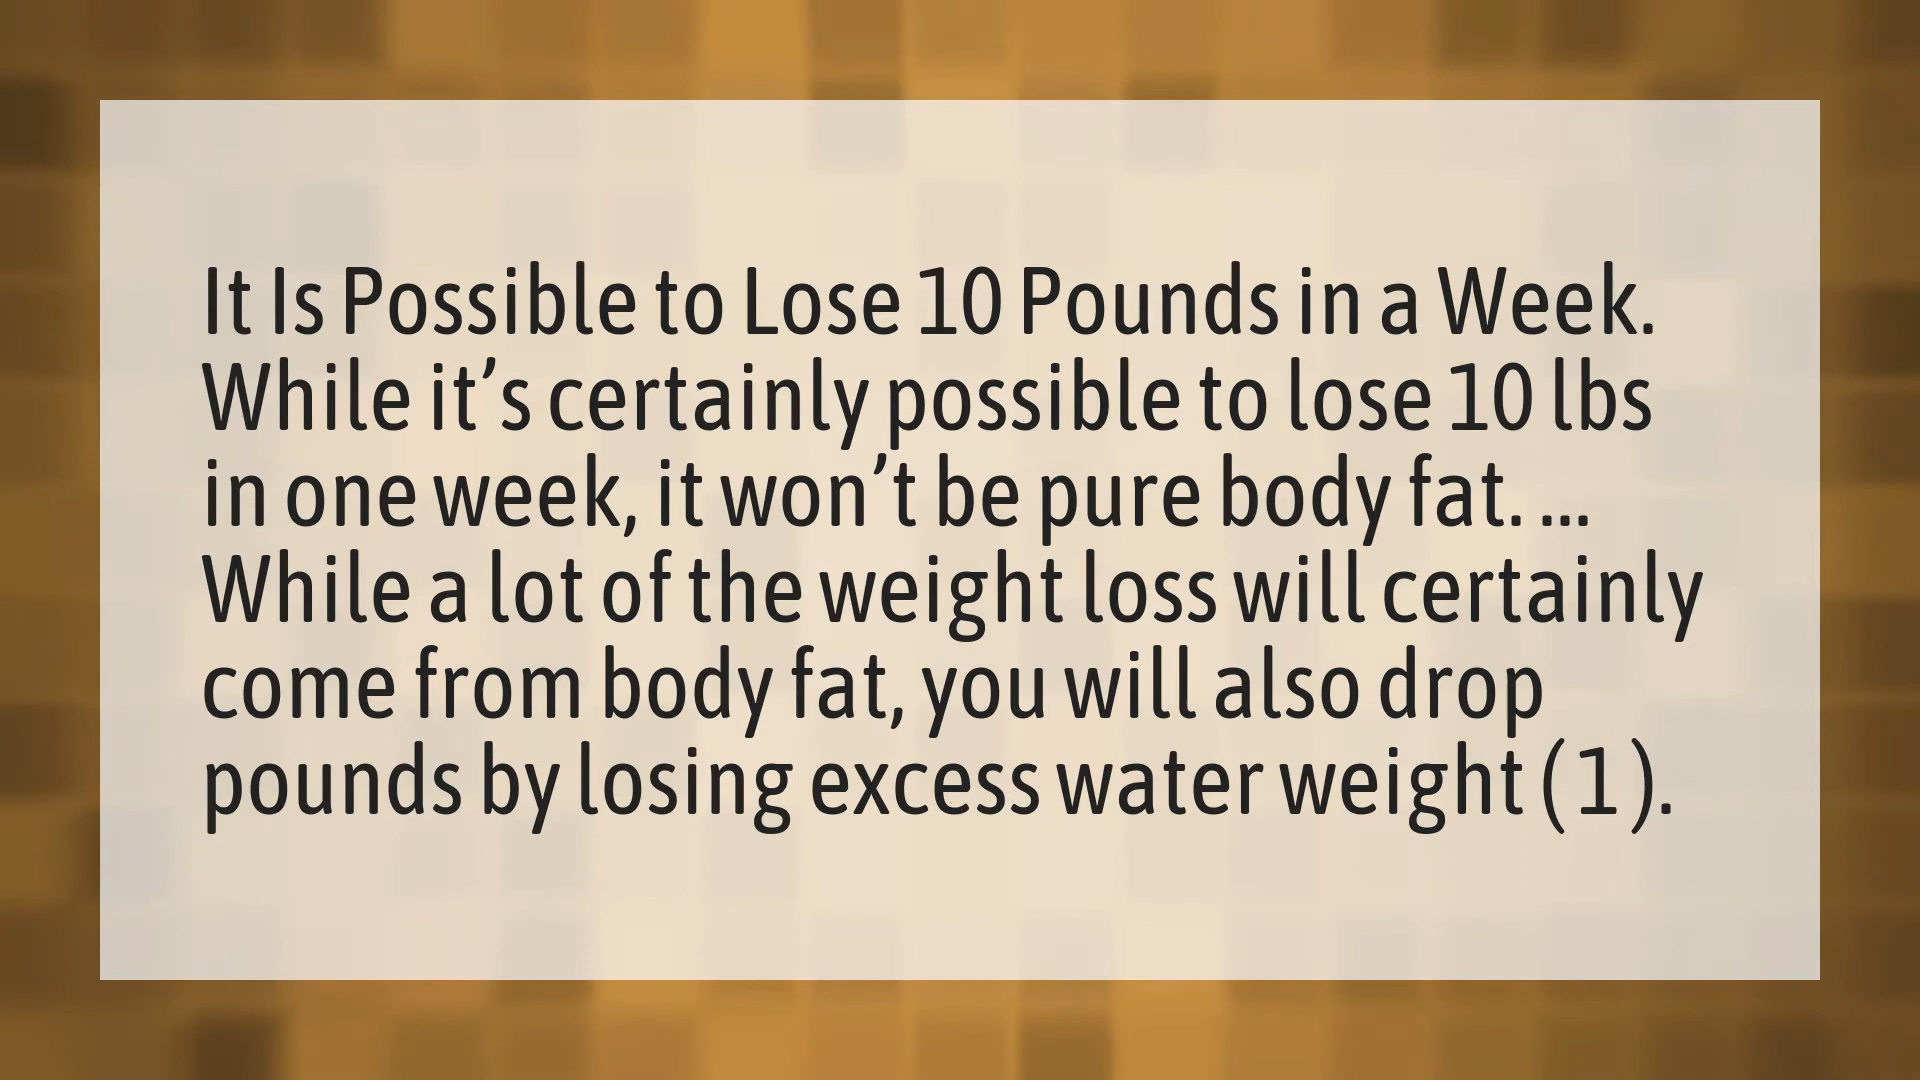 It Is Possible to Lose 10 Pounds in a Week.
While it’s certainly possible to lose 10 lbs
in one week, it won’t be pure body fat. ...
While a lot of the weight loss will certainly
come from body fat, you will also drop
pounds by losing excess water weight (1).